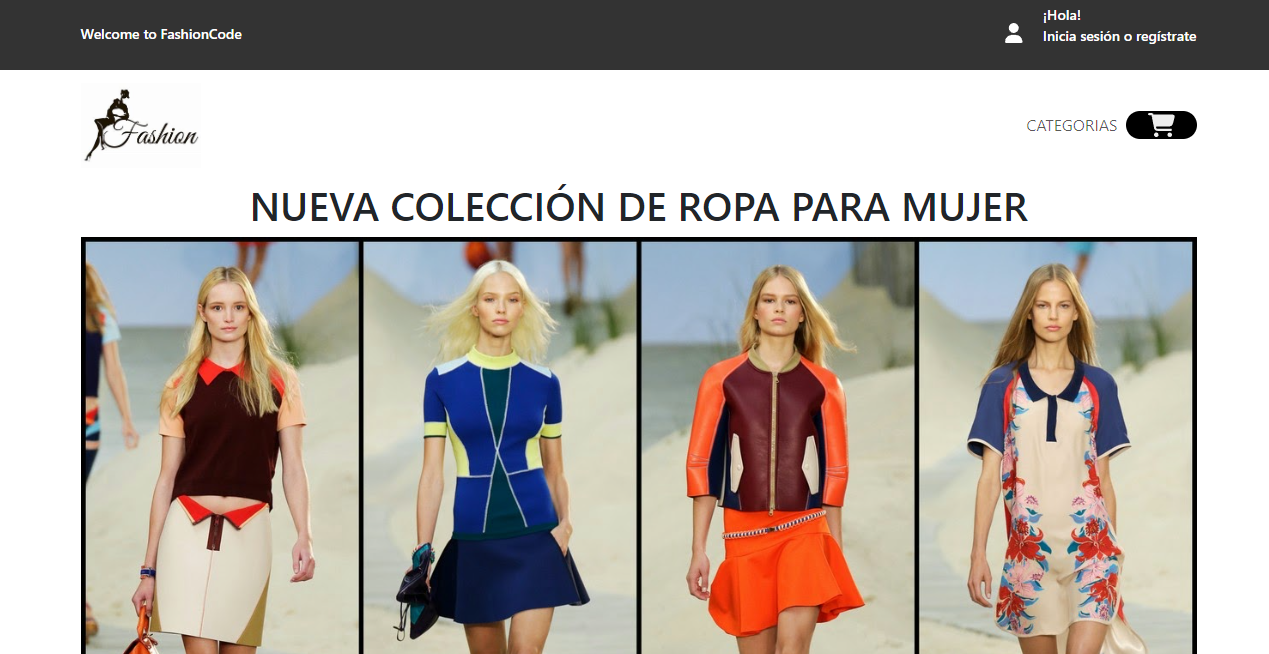 Welcome to FashionCode
¡Hola!
Inicia sesión o regístrate
Fashion
CATEGORIAS
NUEVA COLECCIÓN DE ROPA PARA MUJER